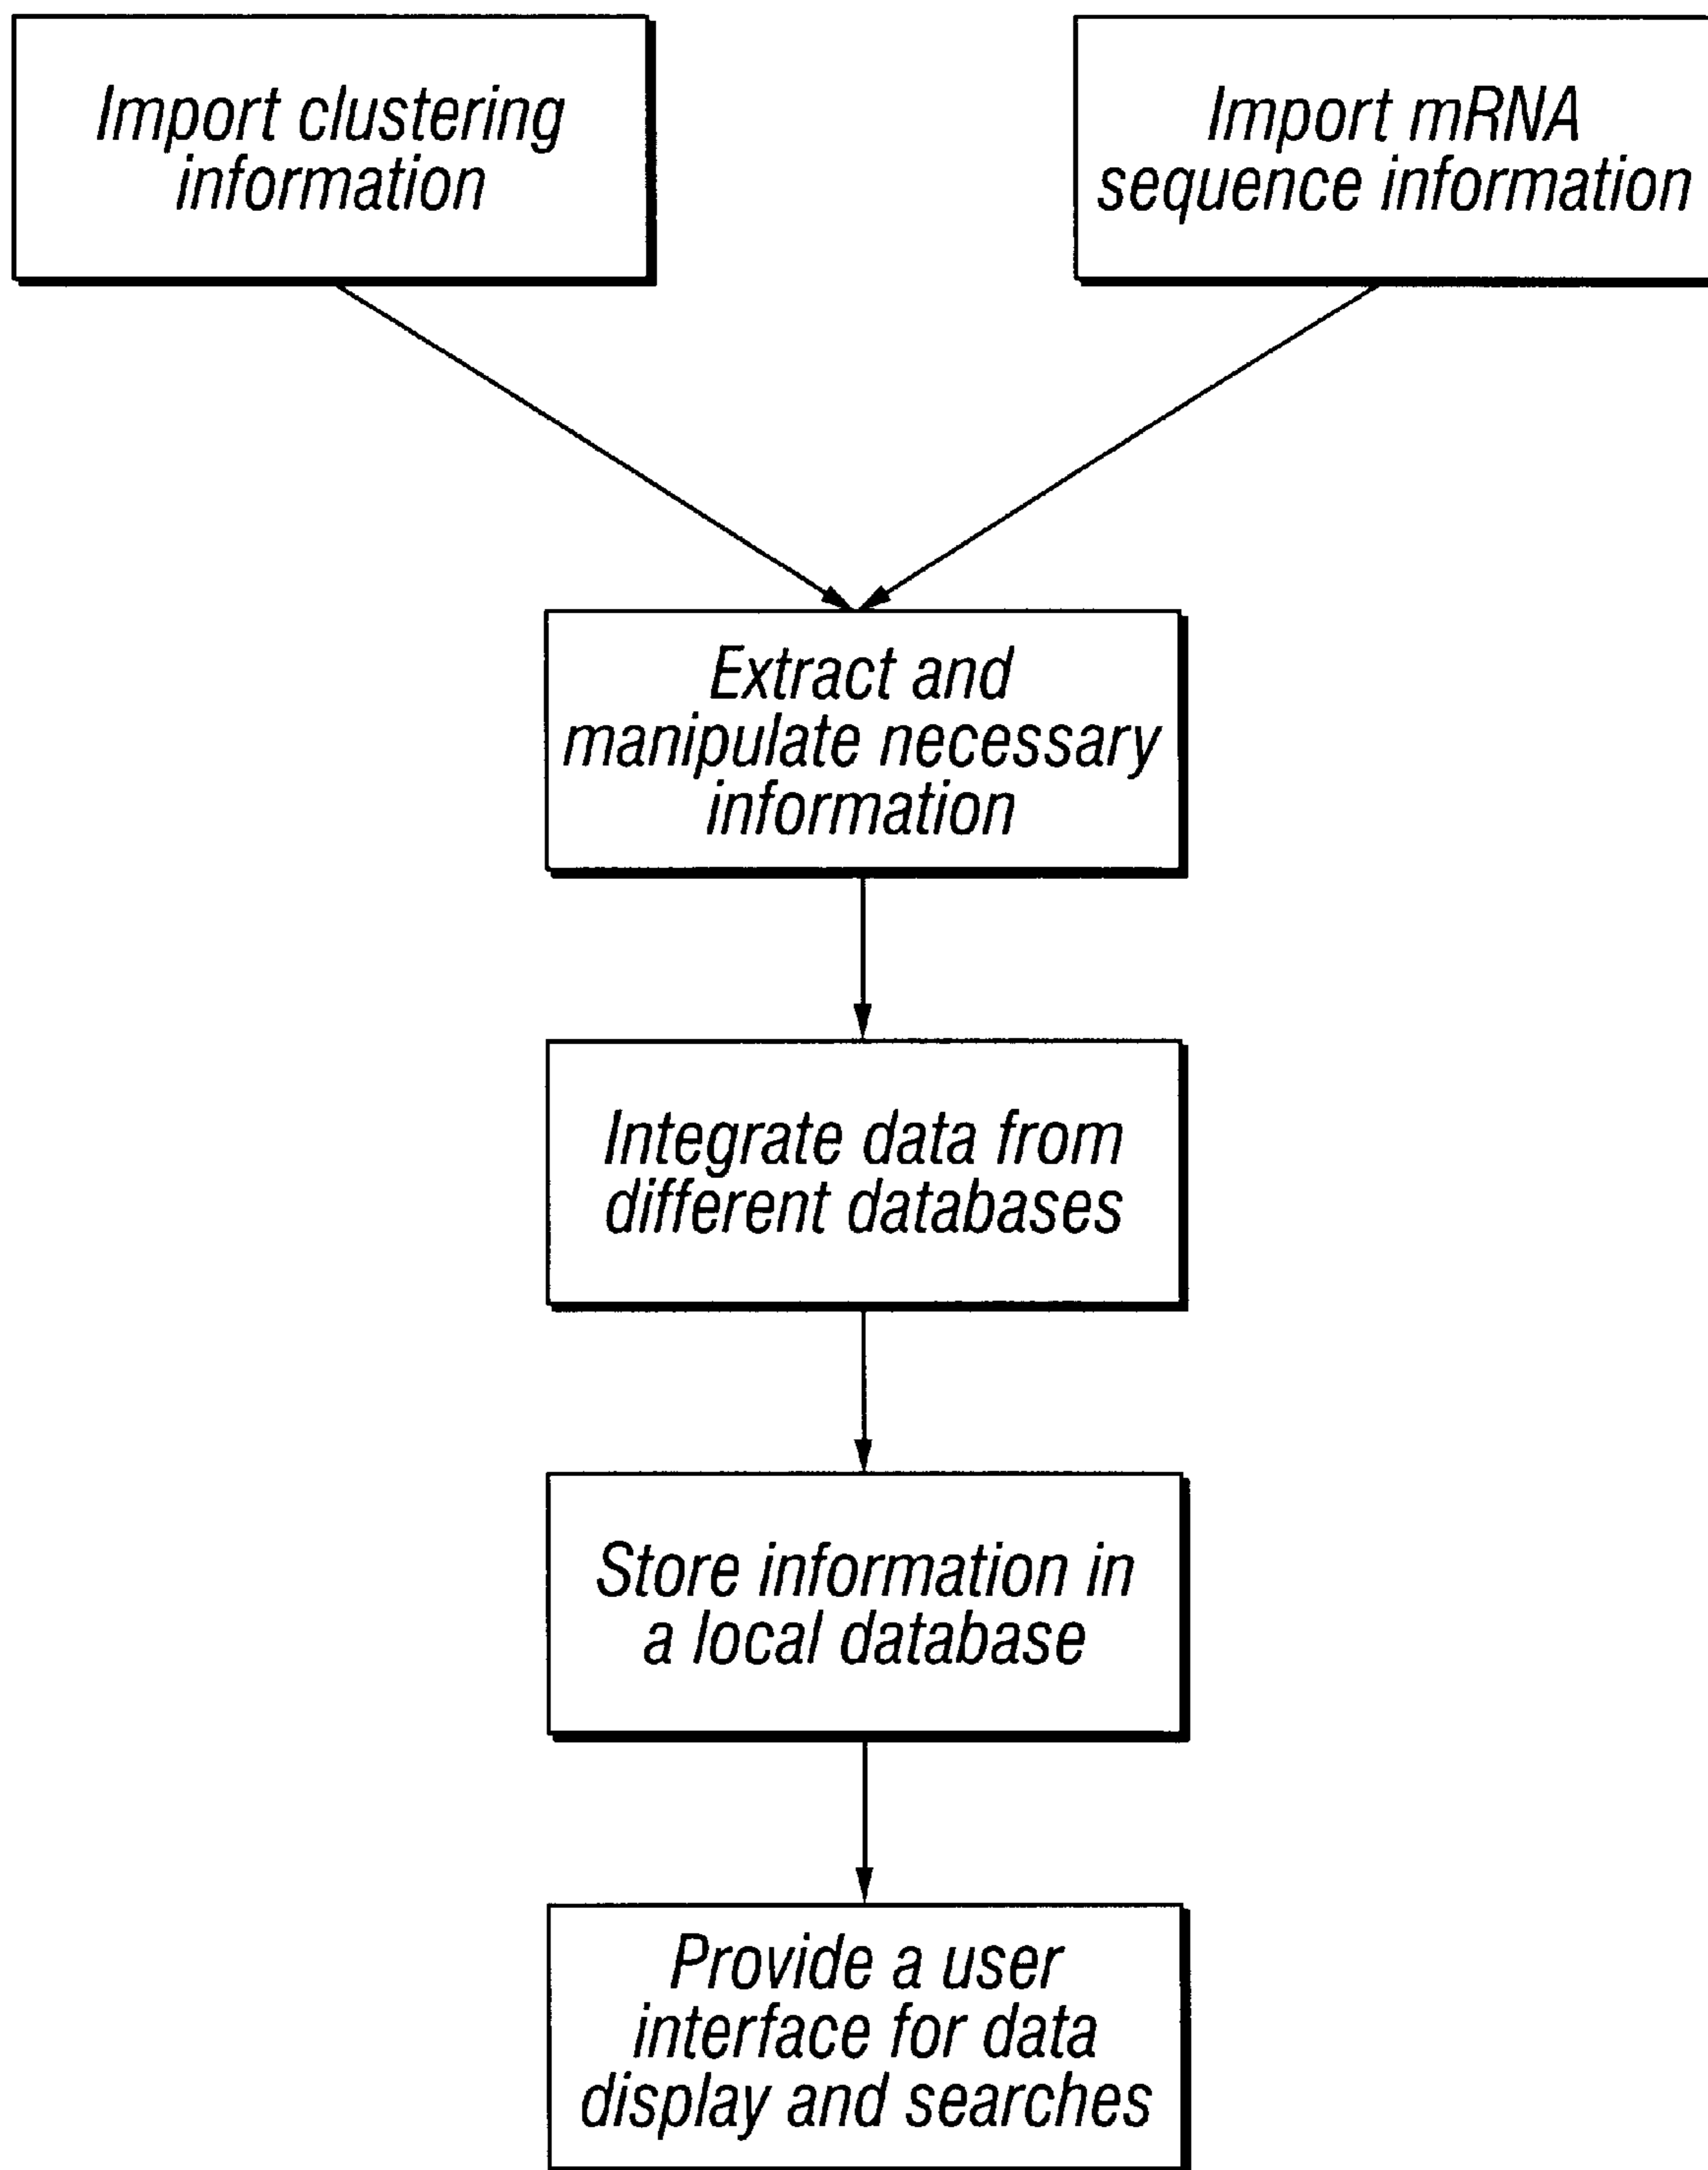 Import clustering
information
Import mRNA
sequence information
Extract and
manipulate necessary
information
Integrate data from
different databases
Store information in
a local database
Provide a user
interface for data
display and searches